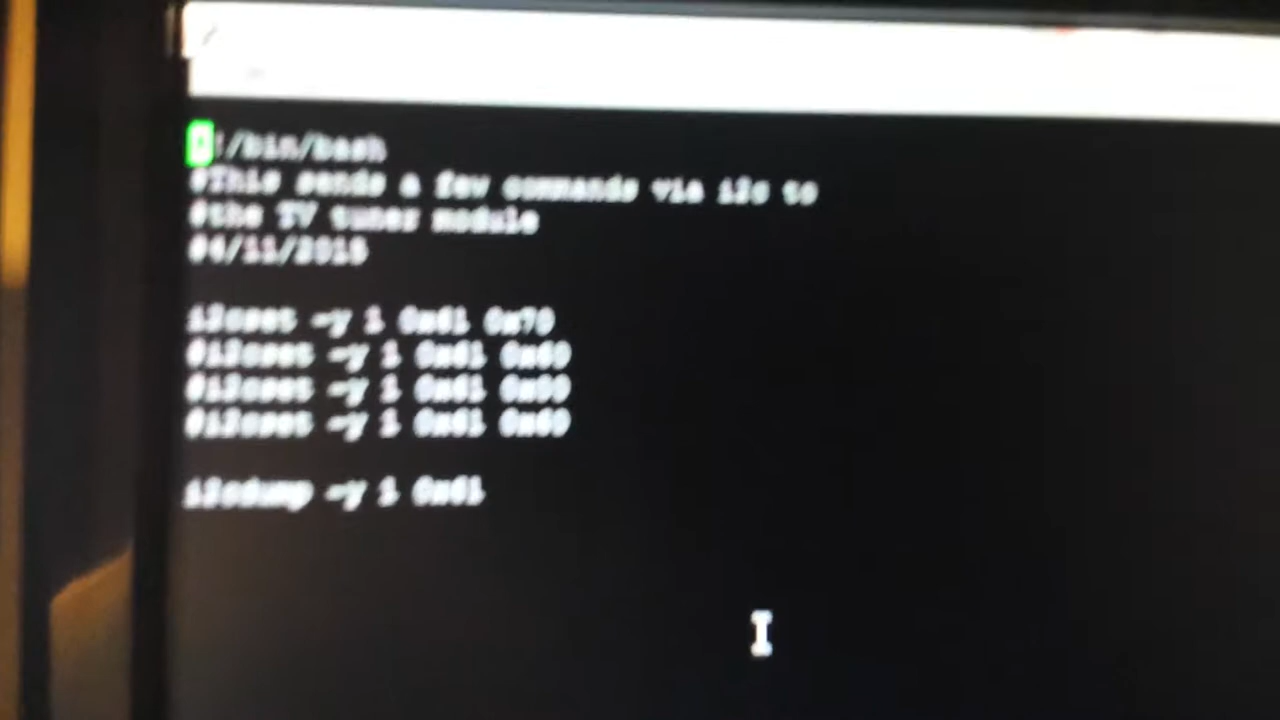 #!/bin/bash
#This sends a few commands via i2c to
#the TV tuner module
#4/11/2018

i2cset -y 1 0x61 0x70
#i2cset -y 1 0x61 0x60
#i2cset -y 1 0x61 0x00
#i2cset -y 1 0x61 0x60

i2cdump -y 1 0x61